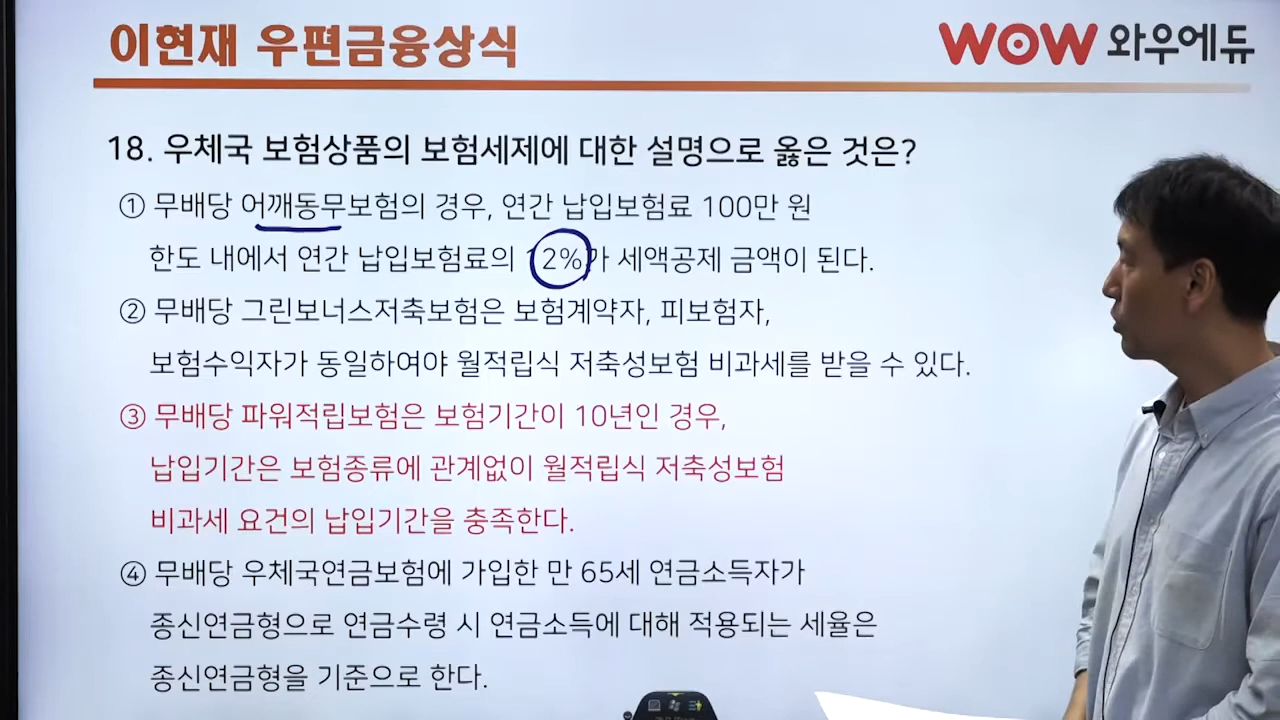 이현재 우편금융상식
WOW 와우에듀
18. 우체국 보험상품의 보험세제에 대한 설명으로 옳은 것은?
① 무배당 어깨동무보험의 경우, 연간 납입보험료 100만 원
한도 내에서 연간 납입보험료의 12%가 세액공제 금액이 된다.
② 무배당 그린보너스저축보험은 보험계약자, 피보험자,
보험수익자가 동일하여야 월적립식 저축성보험 비과세를 받을 수 있다.
③ 무배당 파워적립보험은 보험기간이 10년인 경우,
납입기간은 보험종류에 관계없이 월적립식 저축성보험
비과세 요건의 납입기간을 충족한다.
④ 무배당 우체국연금보험에 가입한 만 65세 연금소득자가
종신연금형으로 연금수령 시 연금소득에 대해 적용되는 세율은
종신연금형을 기준으로 한다.